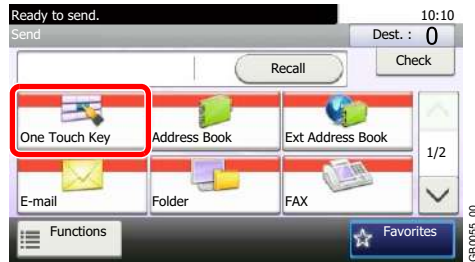 Ready to send.
10:10
Send
Dest. : 0
Recall
Check
One Touch Key
Address Book
Ext Address Book
1/2
E-mail
Folder
FAX
Functions
Favorites
GB0055_00